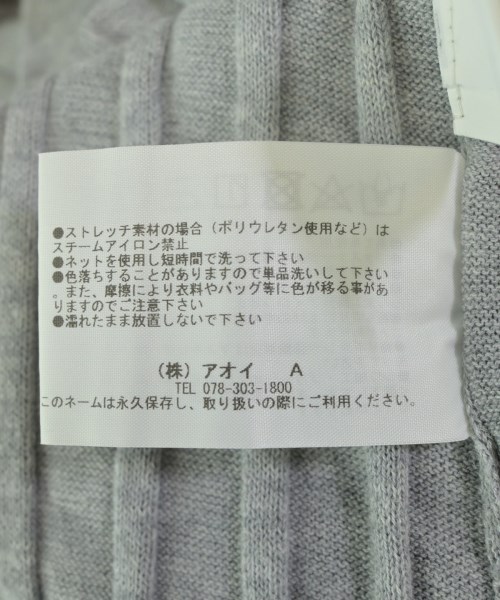 ●ストレッチ素材の場合（ポリウレタン使用など）は
スチームアイロン禁止
●ネットを使用し短時間で洗って下さい
●色落ちすることがありますので単品洗いして下さい
。また、摩擦により衣料やバッグ等に色が移る事があ
りますのでご注意下さい
●濡れたまま放置しないで下さい
（株）アオイ　A
TEL 078-303-1800
このネームは永久保存し、取り扱いの際にご利用ください。